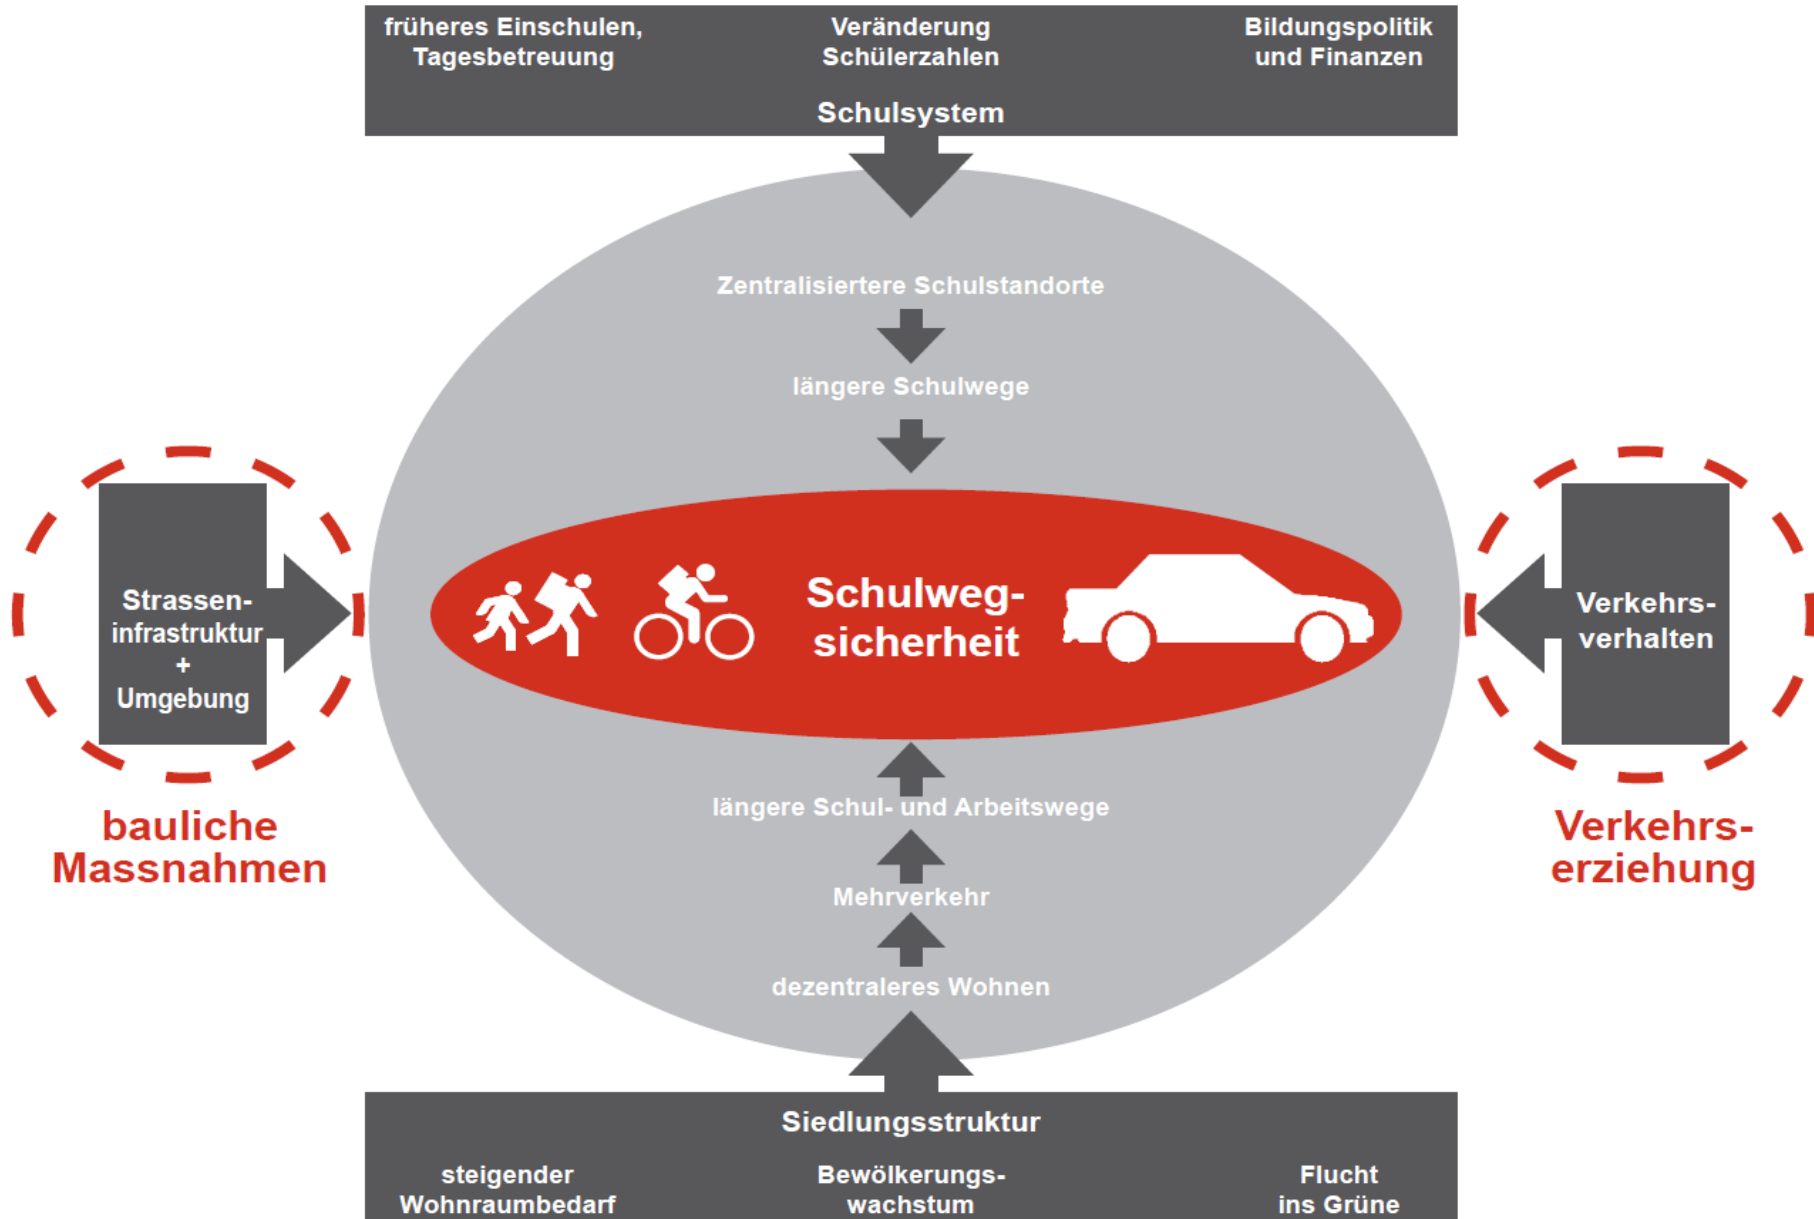 früheres Einschulen,
Tagesbetreuung
Veränderung
Schülerzahlen
Bildungspolitik
und Finanzen
Schulsystem
Zentralisiertere Schulstandorte
längere Schulwege
Strassen-
infrastruktur
+
Umgebung
bauliche
Massnahmen
Schulweg-
sicherheit
Verkehrs-
verhalten
Verkehrs-
erziehung
längere Schul- und Arbeitswege
Mehrverkehr
dezentraleres Wohnen
Siedlungsstruktur
steigender
Wohnraumbedarf
Bewölkerungs-
wachstum
Flucht
ins Grüne